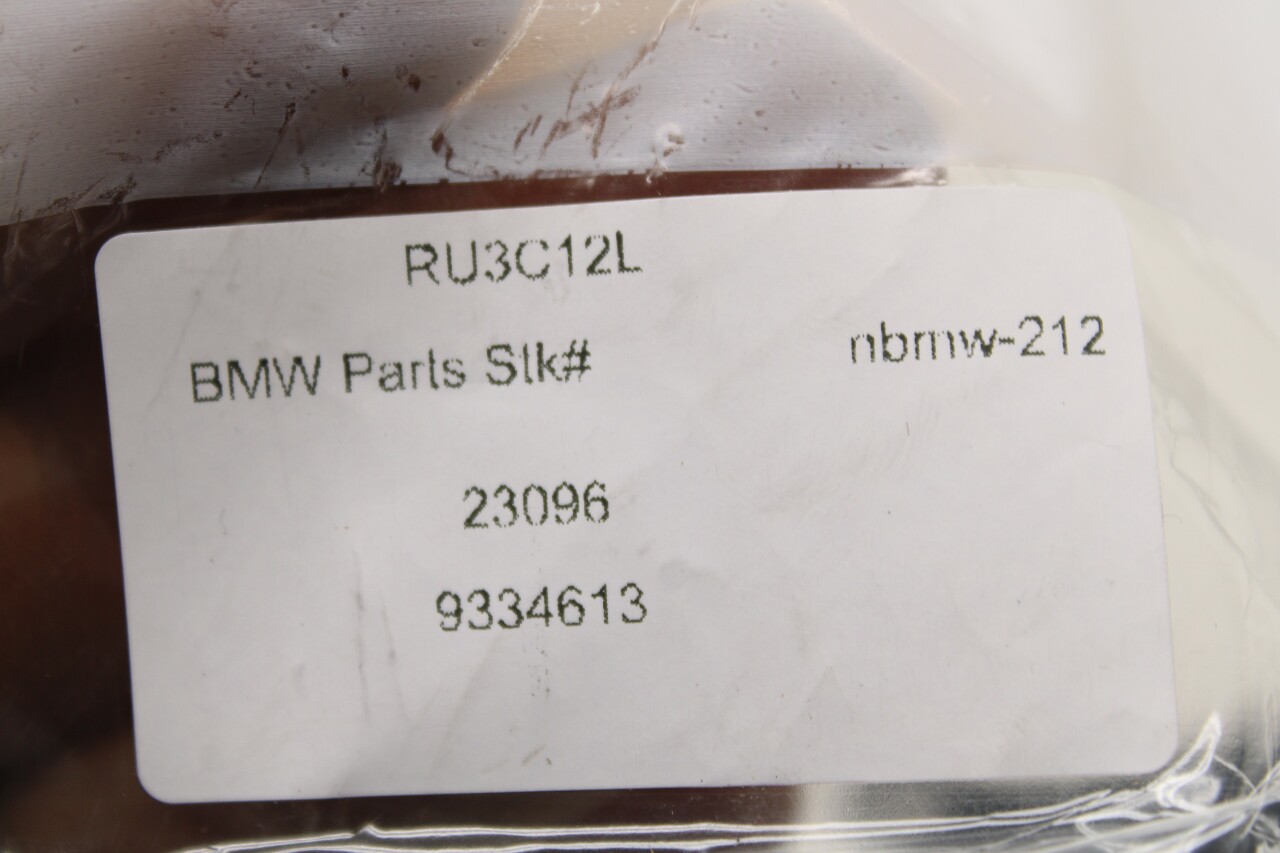 RU3C12L
BMW Parts Stk# nbmw-212
23096
9334613